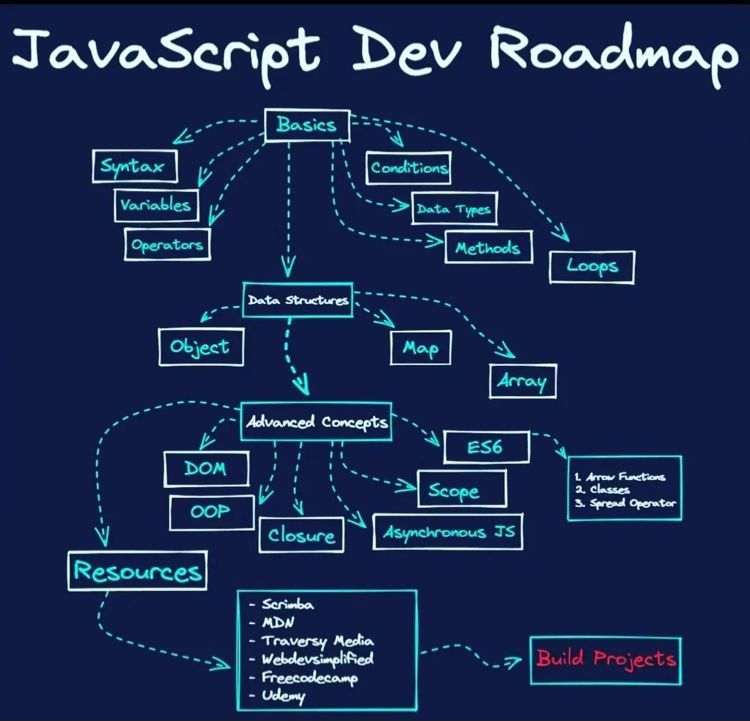 JavaScript Dev Roadmap
Basics
Syntax
Conditions
Variables
Data Types
Operators
Methods
Loops
Data Structures
Object
Map
Array
Advanced Concepts
ES6
DOM
1. Arrow Functions
2. Classes
3. Spread Operator
Scope
OOP
Closure
Asynchronous JS
Resources
- Scrimba
- MDN
- Traversy Media
- Webdevsimplified
- Freecodecamp
- Udemy
Build Projects